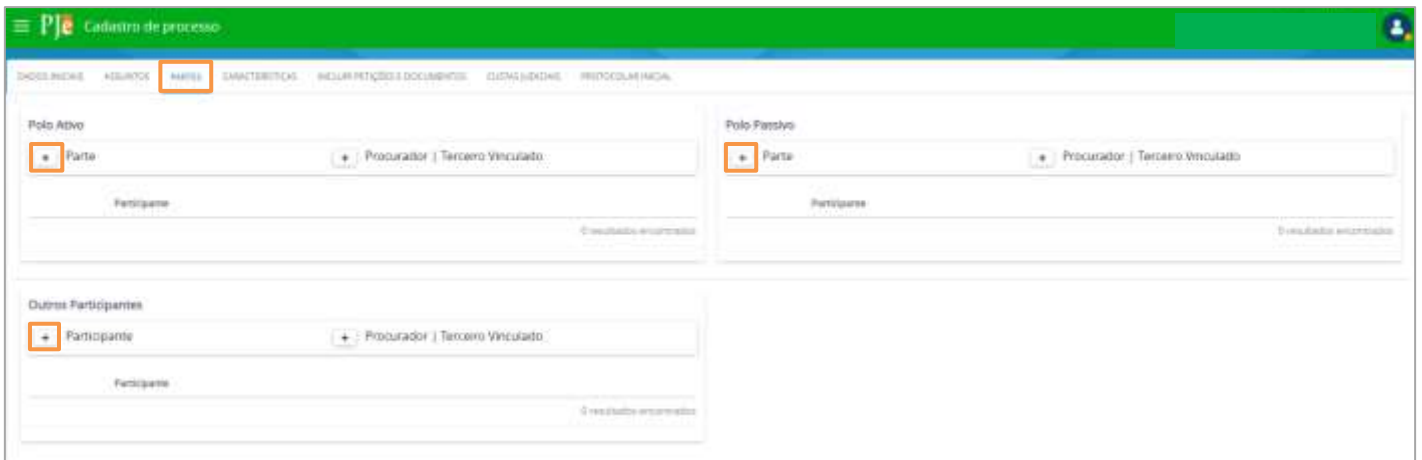 PJe Cadastro de processo
DADOS INICIAIS ASSUNTOS PARTES CARACTERÍSTICAS INCLUIR PETIÇÕES E DOCUMENTOS CUSTAS JUDICIAIS PROTOCOLAR INICIAL
Polo Ativo
+ Parte + Procurador | Terceiro Vinculado
Participante
0 resultados encontrados
Polo Passivo
+ Parte + Procurador | Terceiro Vinculado
Participante
0 resultados encontrados
Outros Participantes
+ Participante + Procurador | Terceiro Vinculado
Participante
0 resultados encontrados